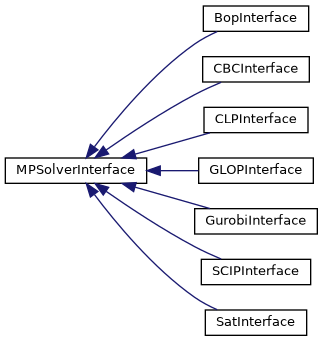 BopInterface
CBCInterface
CLPInterface
MPSolverInterface
GLOPInterface
GurobiInterface
SCIPInterface
SatInterface